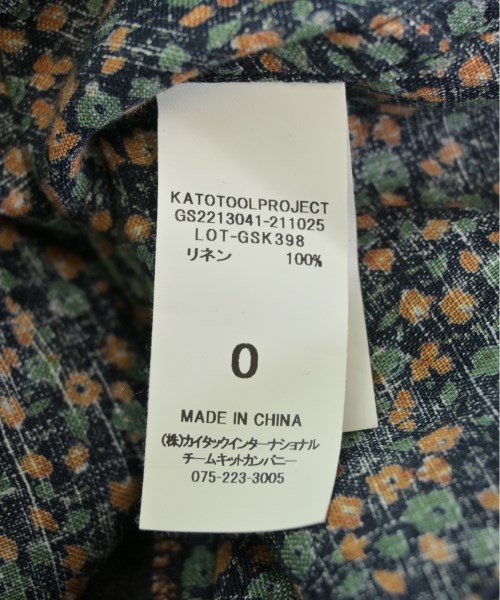 KATOTOOLPROJECT
GS2213041-211025
LOT-GSK398
リネン 100%
0
MADE IN CHINA
(株)カイタックインターナショナル
チームキットカンパニー
075-223-3005